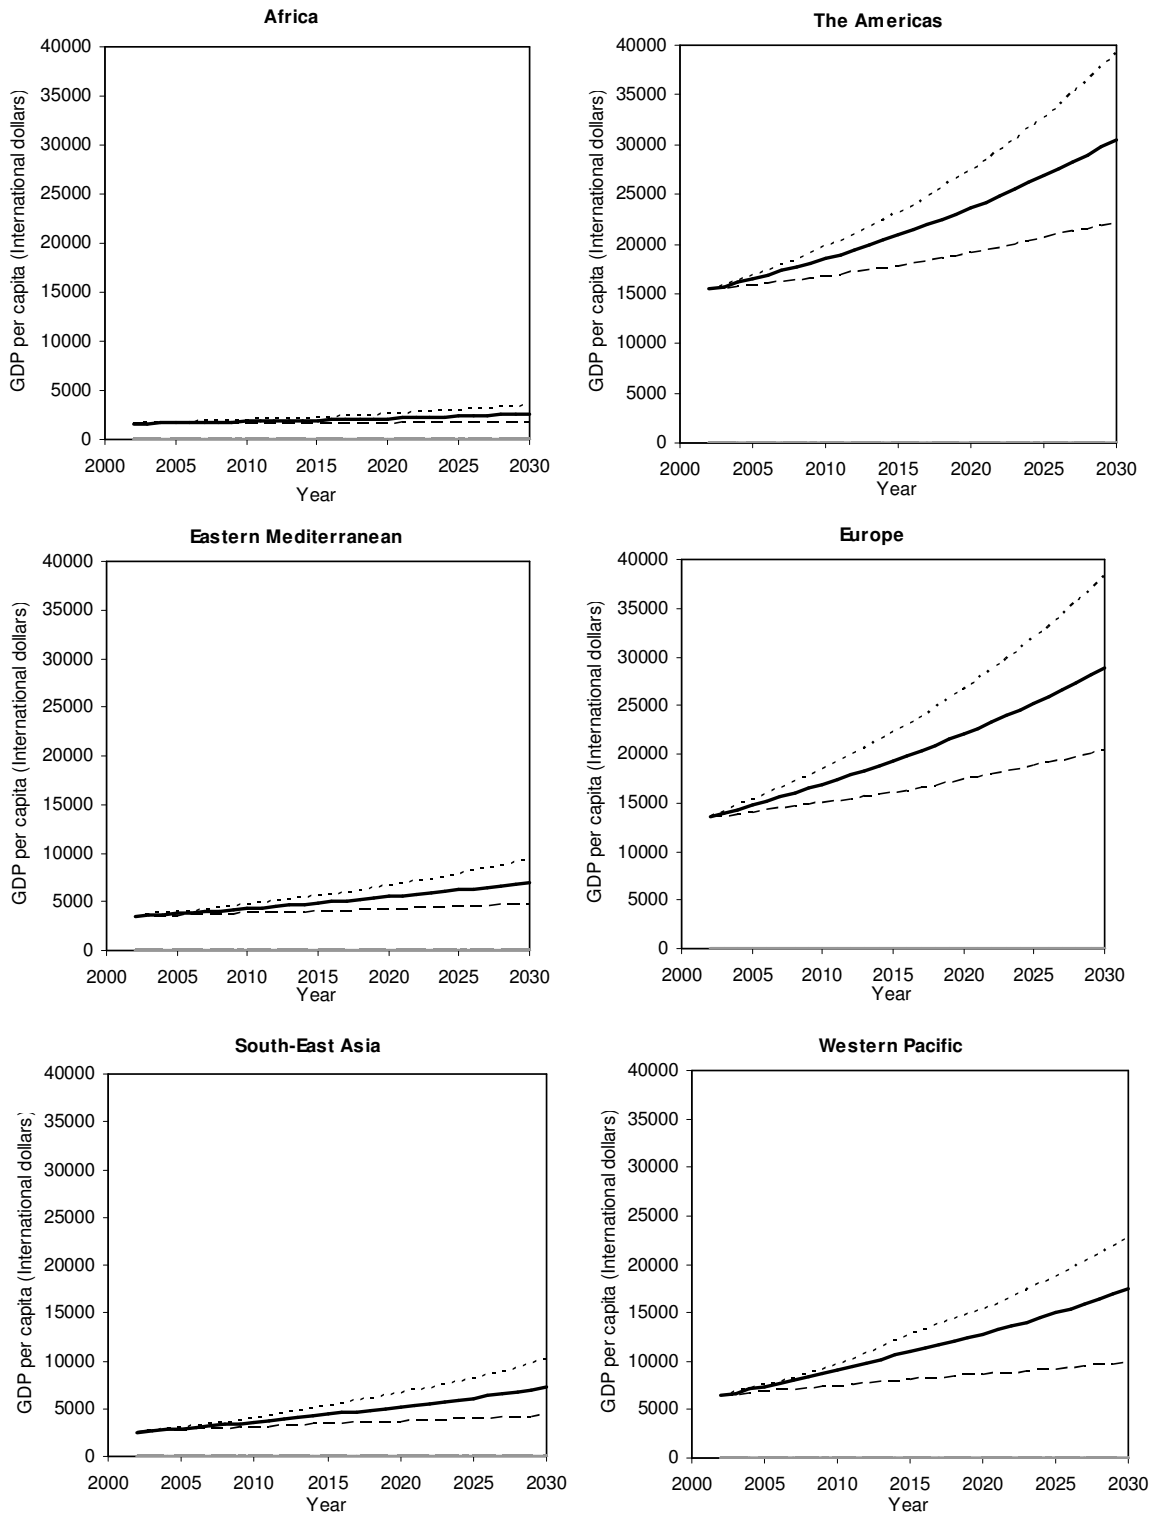 Africa
GDP per capita (International dollars)
40000
35000
30000
25000
20000
15000
10000
5000
0
2000 2005 2010 2015 2020 2025 2030
Year
The Americas
GDP per capita (International dollars)
40000
35000
30000
25000
20000
15000
10000
5000
0
2000 2005 2010 2015 2020 2025 2030
Year
Eastern Mediterranean
GDP per capita (International dollars)
40000
35000
30000
25000
20000
15000
10000
5000
0
2000 2005 2010 2015 2020 2025 2030
Year
Europe
GDP per capita (International dollars)
40000
35000
30000
25000
20000
15000
10000
5000
0
2000 2005 2010 2015 2020 2025 2030
Year
South-East Asia
GDP per capita (International dollars)
40000
35000
30000
25000
20000
15000
10000
5000
0
2000 2005 2010 2015 2020 2025 2030
Year
Western Pacific
GDP per capita (International dollars)
40000
35000
30000
25000
20000
15000
10000
5000
0
2000 2005 2010 2015 2020 2025 2030
Year